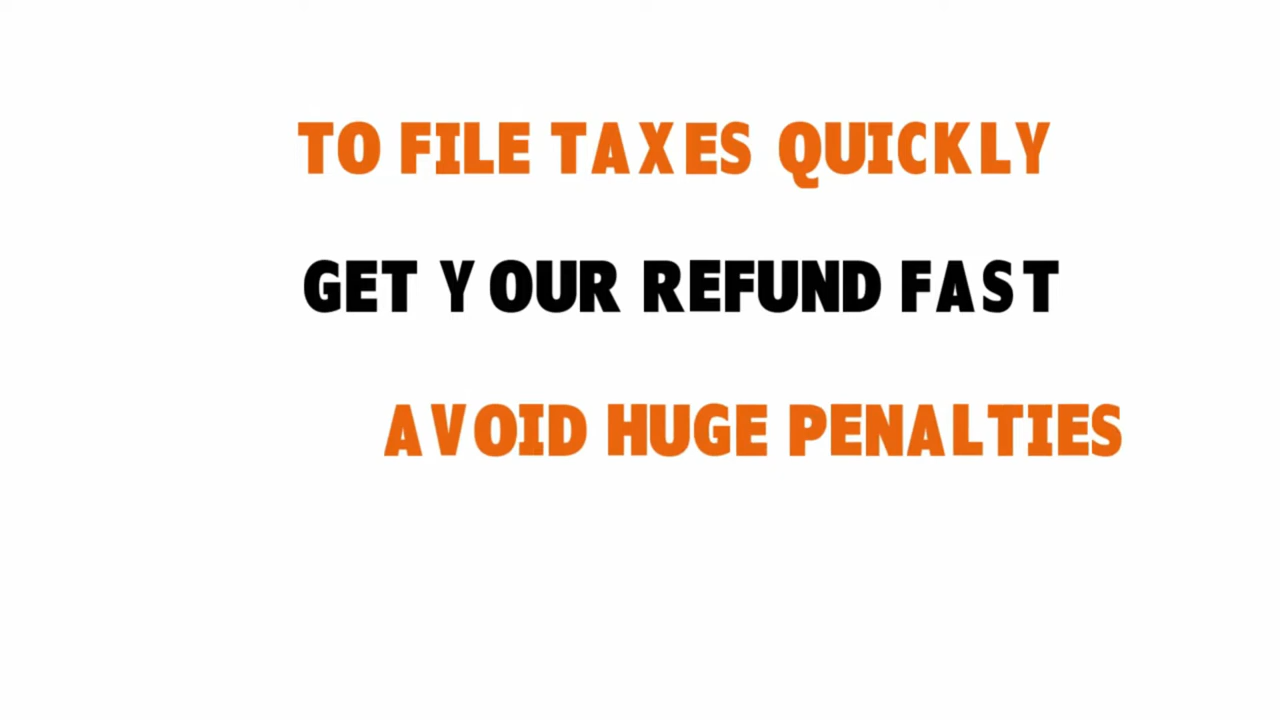 TO FILE TAXES QUICKLY
GET YOUR REFUND FAST
AVOID HUGE PENALTIES